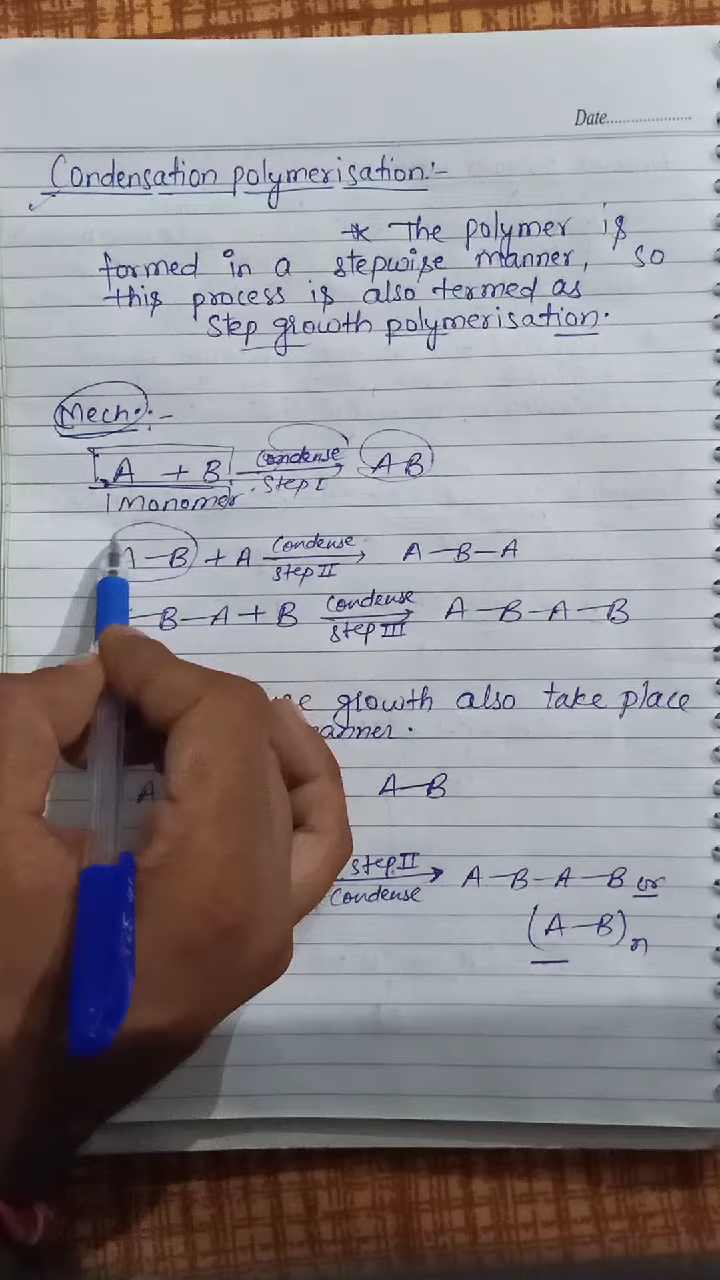 Date....................
Condensation polymerisation:-
* The polymer is
formed in a stepwise manner, so
this process is also termed as
step growth polymerisation.
Mech:-
A + B condense Step I AB
Monomer.
A-B + A Condense step II A-B-A
-B-A + B condense step III A-B-A-B
growth also take place
A A-B
step II Condense A-B-A-B or
(A-B)n